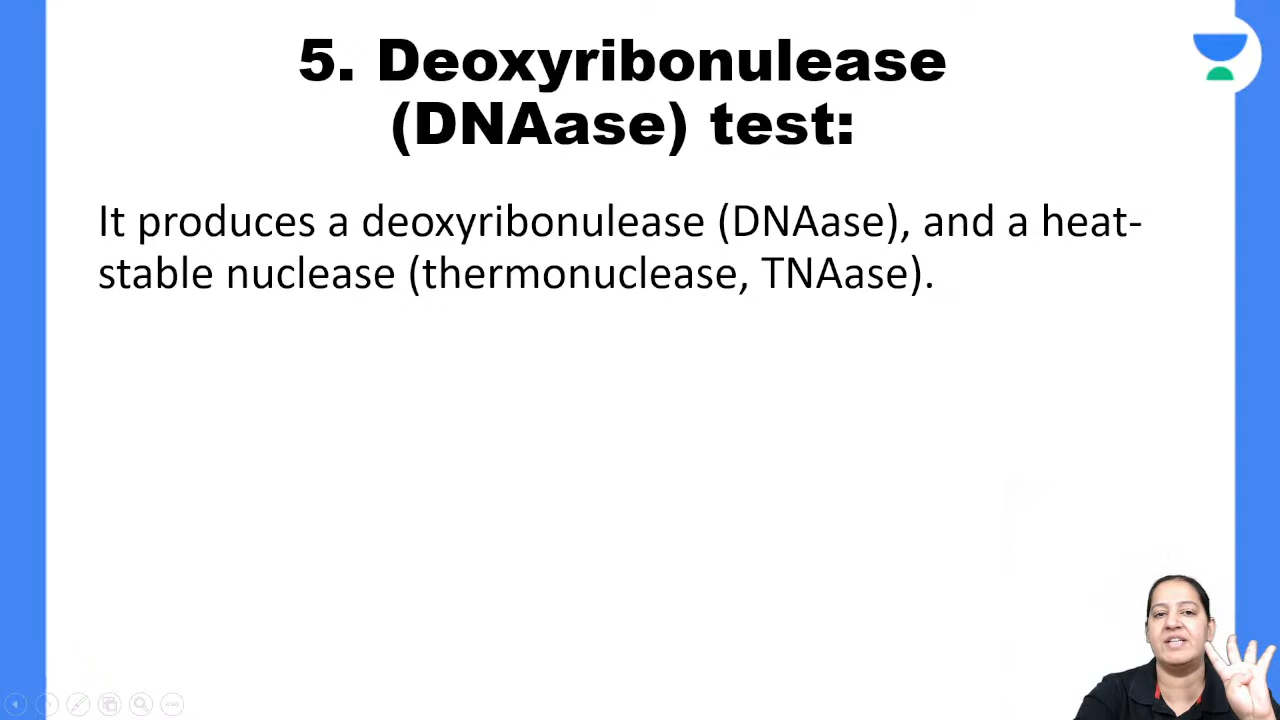 5. Deoxyribonulease
(DNAase) test:
It produces a deoxyribonulease (DNAase), and a heat-
stable nuclease (thermonuclease, TNAase).